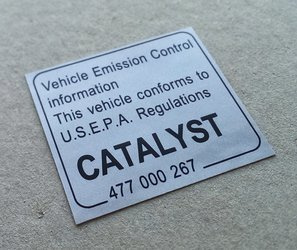 Vehicle Emission Control
information
This vehicle conforms to
U.S.E.P.A. Regulations
CATALYST
477 000 267